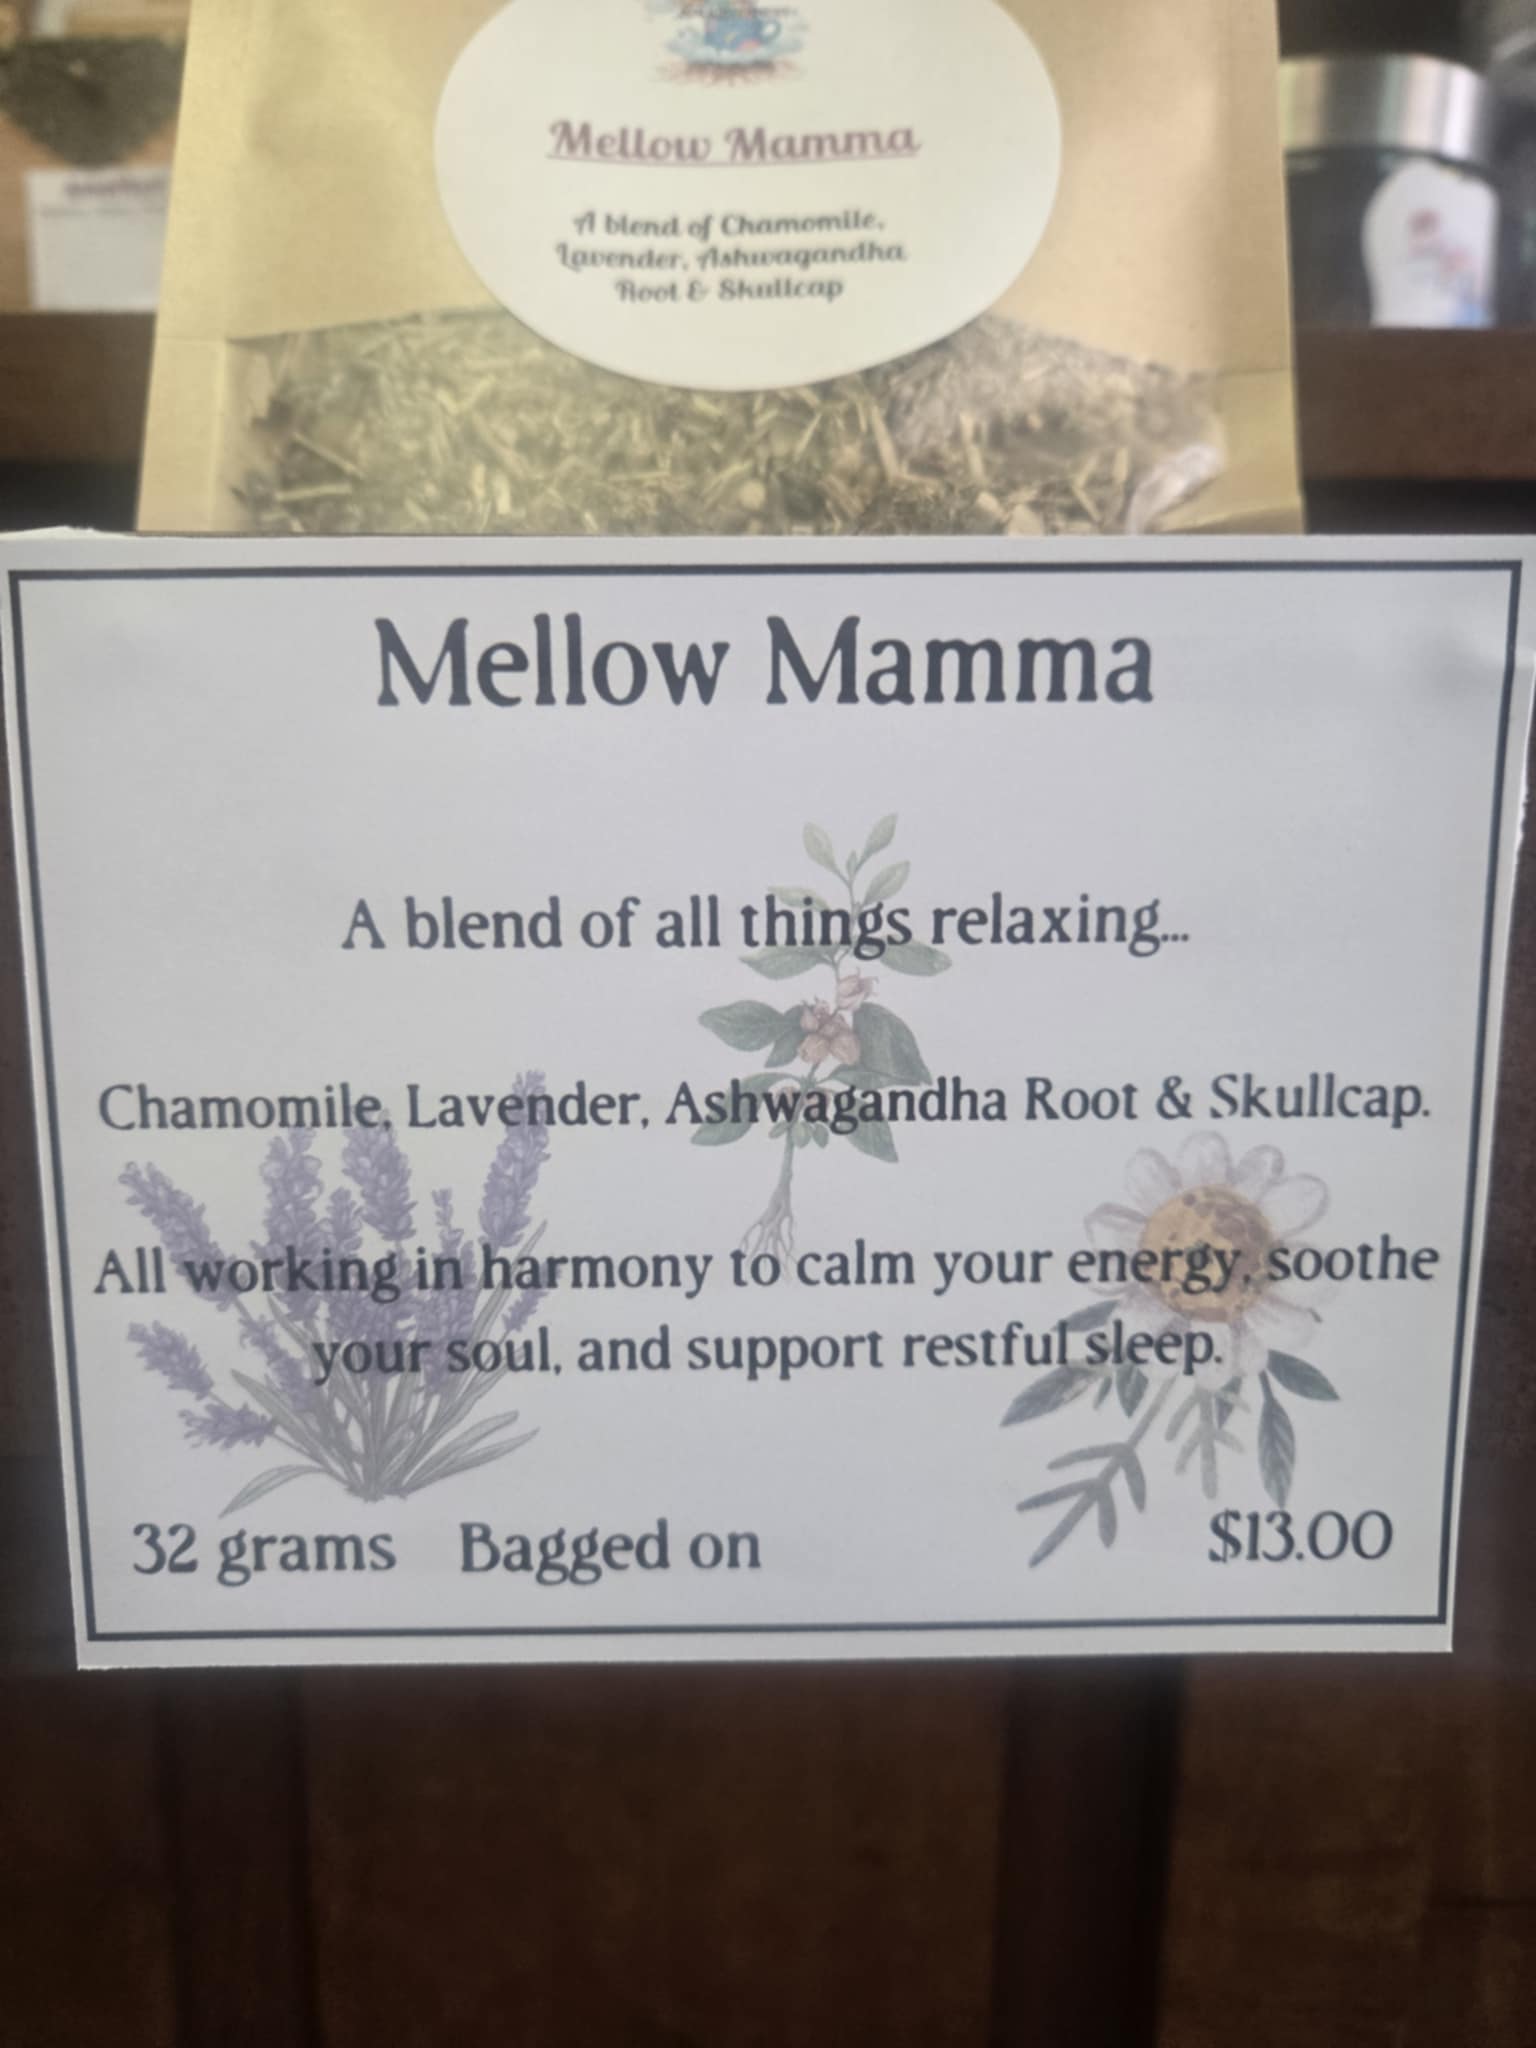 Mellow Mamma
A blend of Chamomile,
Lavender, Ashwagandha
Root & Skullcap
Mellow Mamma
A blend of all things relaxing...
Chamomile, Lavender, Ashwagandha Root & Skullcap.
All working in harmony to calm your energy, soothe
your soul, and support restful sleep.
32 grams Bagged on $13.00